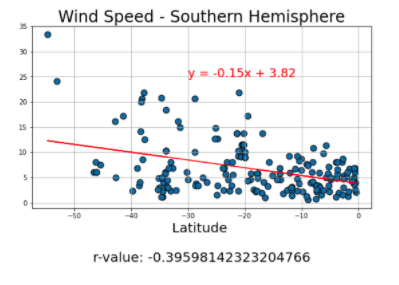 Wind Speed - Southern Hemisphere
35
30
y = -0.15x + 3.82
25
20
15
10
5
0
−50 −40 −30 −20 −10 0
Latitude
r-value: -0.39598142323204766